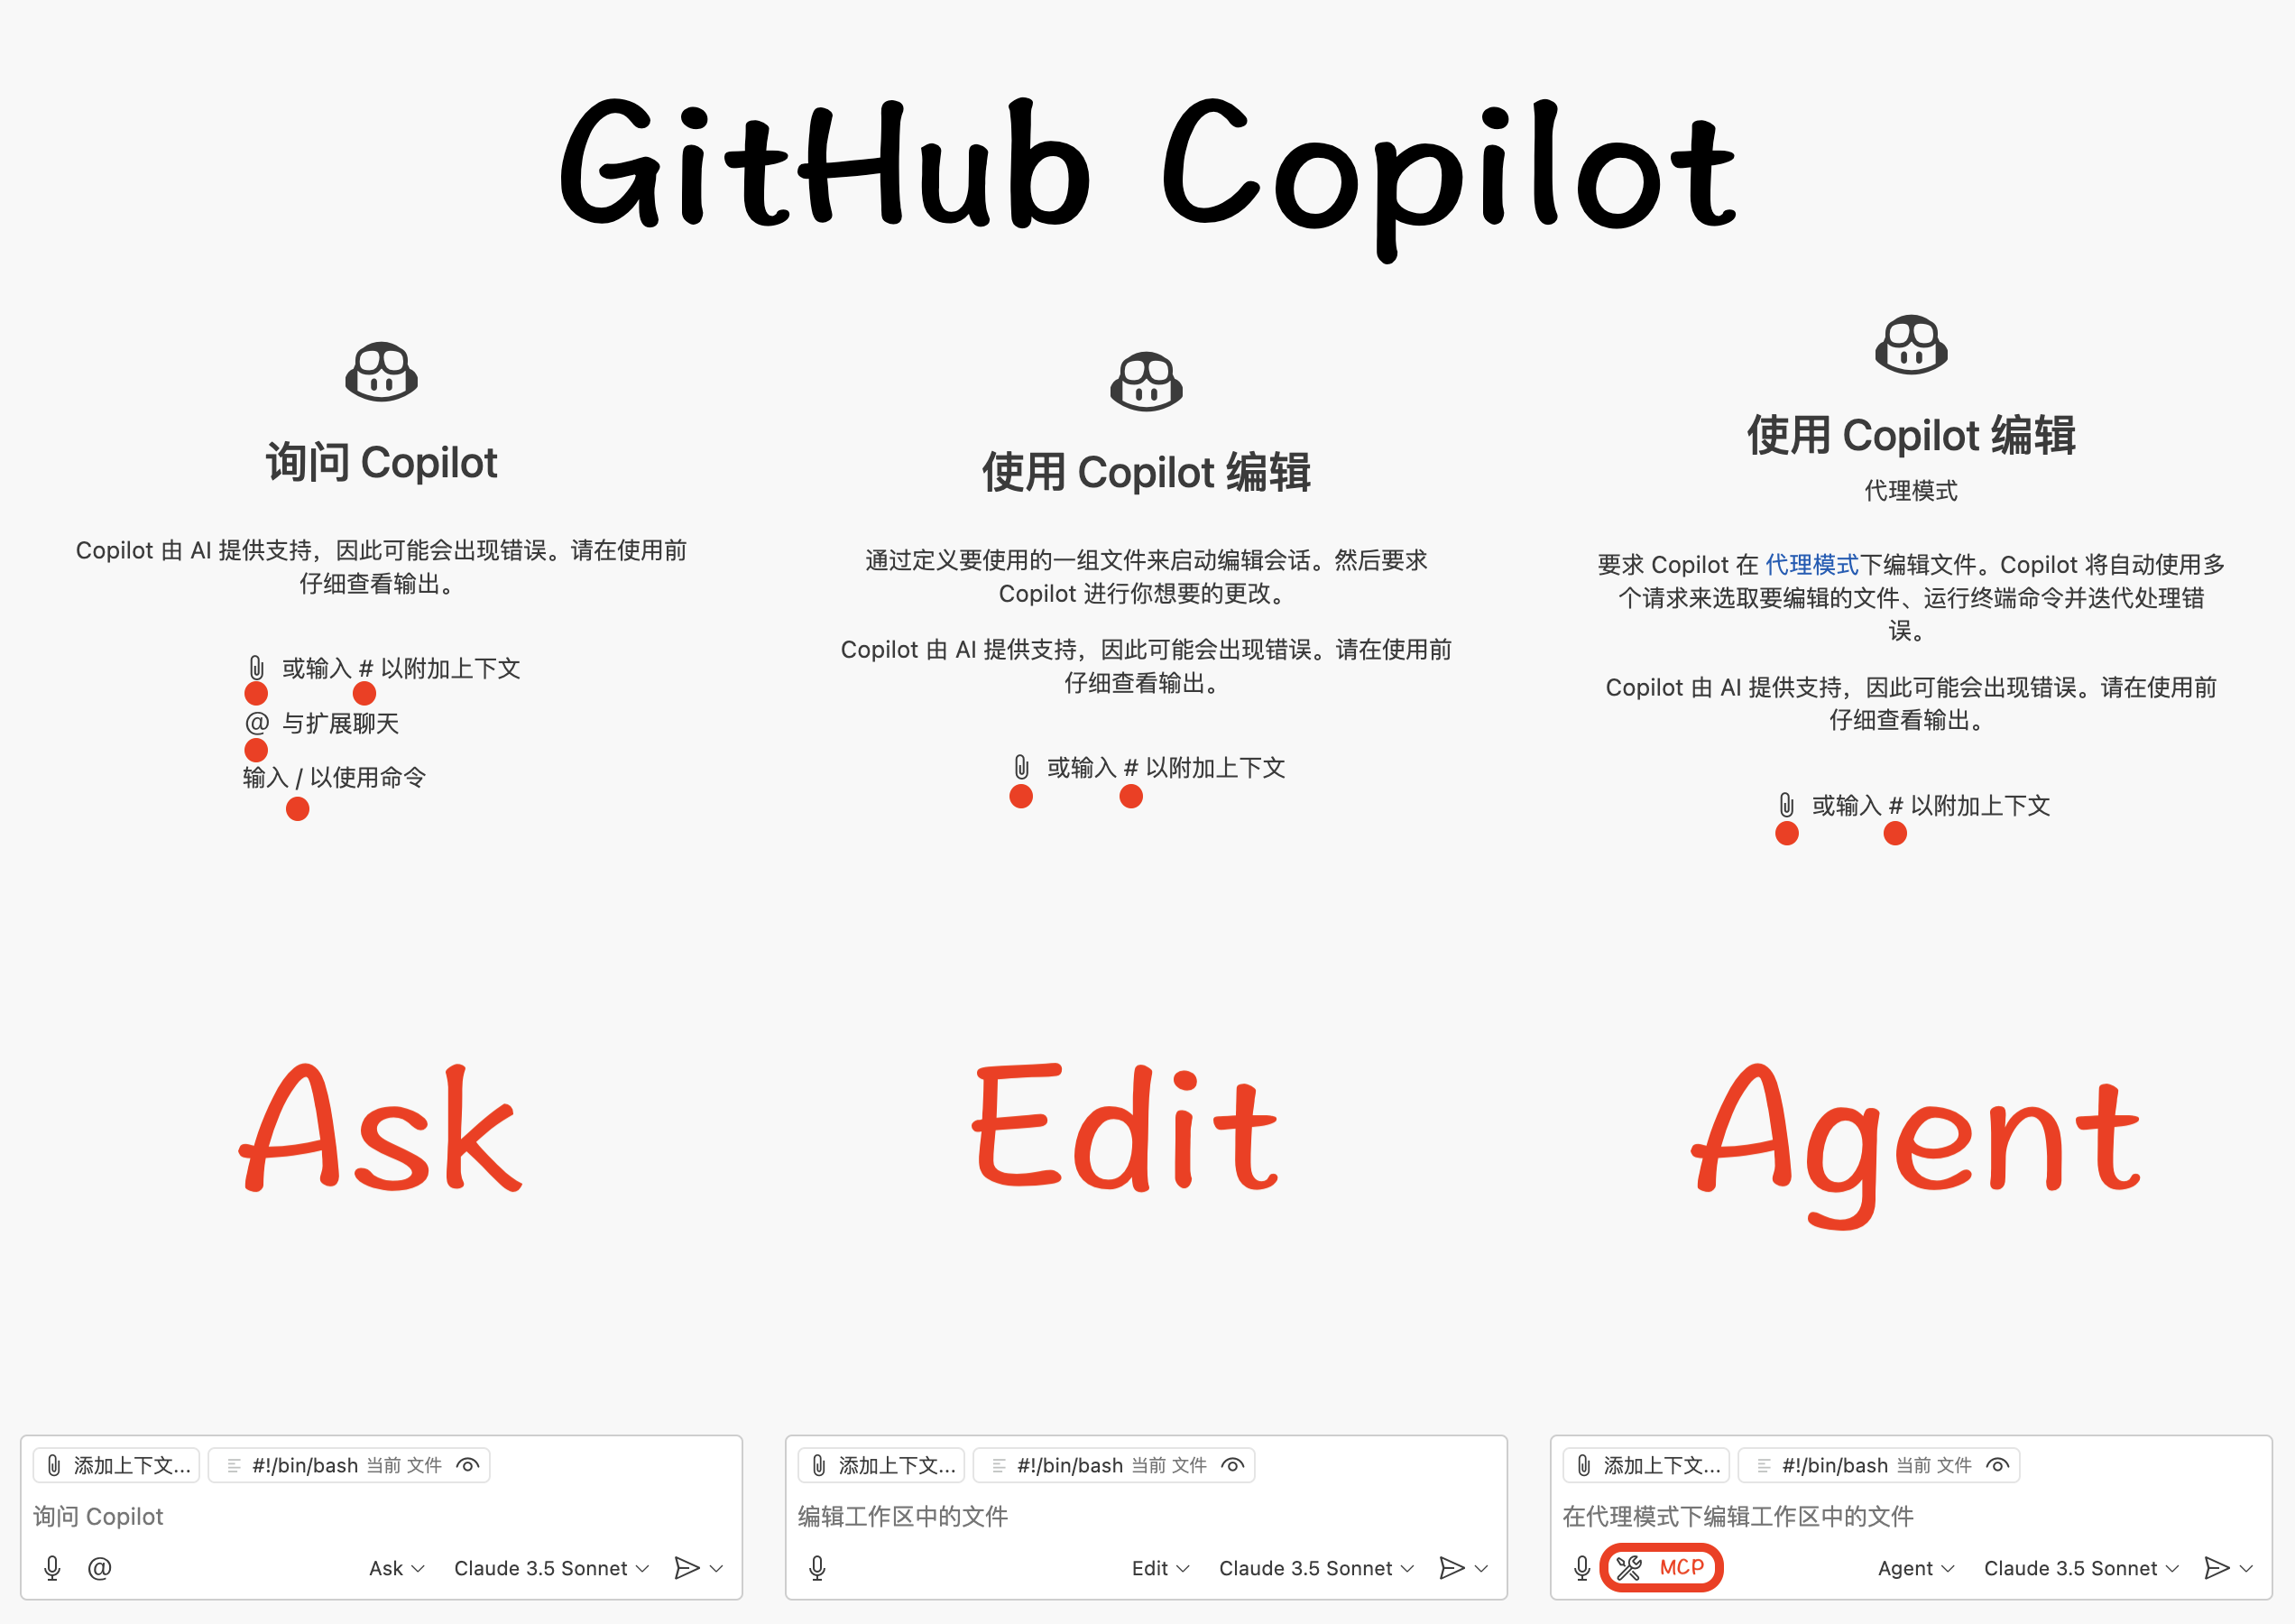 GitHub Copilot
询问 Copilot
Copilot 由 AI 提供支持，因此可能会出现错误。请在使用前
仔细查看输出。
或输入 # 以附加上下文
@ 与扩展聊天
输入 / 以使用命令
Ask
添加上下文... #!/bin/bash 当前 文件
询问 Copilot
@ Ask Claude 3.5 Sonnet
使用 Copilot 编辑
通过定义要使用的一组文件来启动编辑会话。然后要求
Copilot 进行你想要的更改。
Copilot 由 AI 提供支持，因此可能会出现错误。请在使用前
仔细查看输出。
或输入 # 以附加上下文
Edit
添加上下文... #!/bin/bash 当前 文件
编辑工作区中的文件
Edit Claude 3.5 Sonnet
使用 Copilot 编辑
代理模式
要求 Copilot 在 代理模式下编辑文件。Copilot 将自动使用多
个请求来选取要编辑的文件、运行终端命令并迭代处理错
误。
Copilot 由 AI 提供支持，因此可能会出现错误。请在使用前
仔细查看输出。
或输入 # 以附加上下文
Agent
添加上下文... #!/bin/bash 当前 文件
在代理模式下编辑工作区中的文件
MCP Agent Claude 3.5 Sonnet